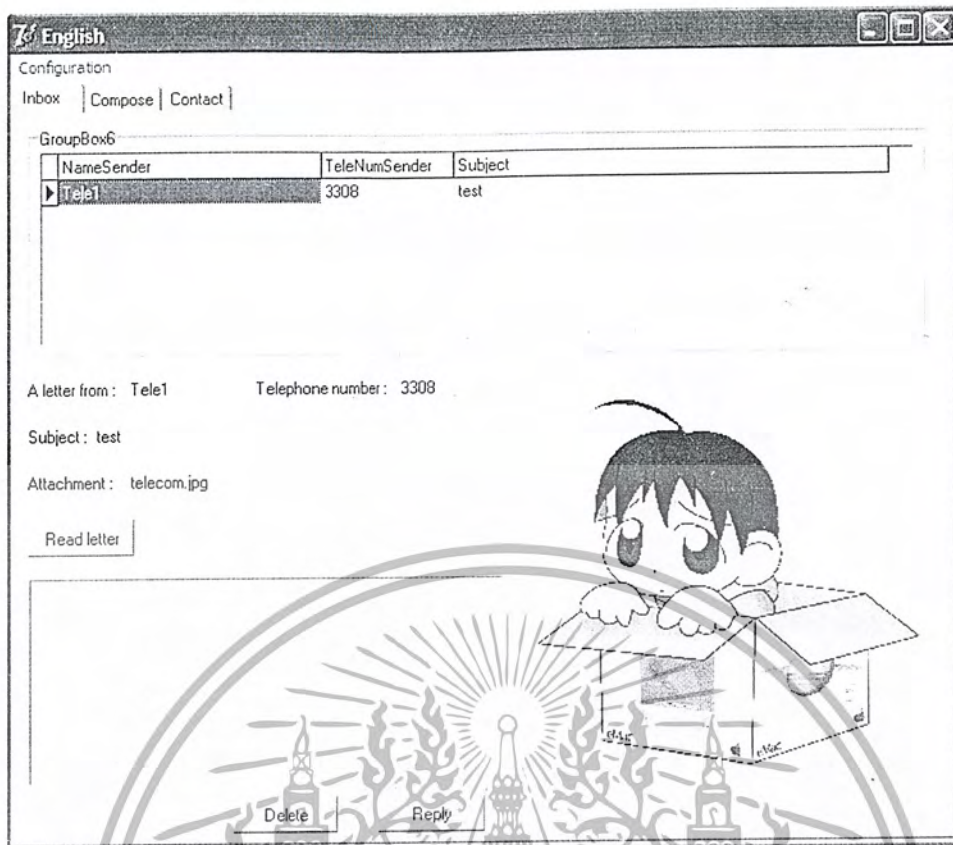 English
Configuration
Inbox Compose Contact
GroupBox6
NameSender TeleNumSender Subject
Tele1 3308 test
A letter from : Tele1 Telephone number : 3308
Subject : test
Attachment : telecom.jpg
Read letter
Delete Reply